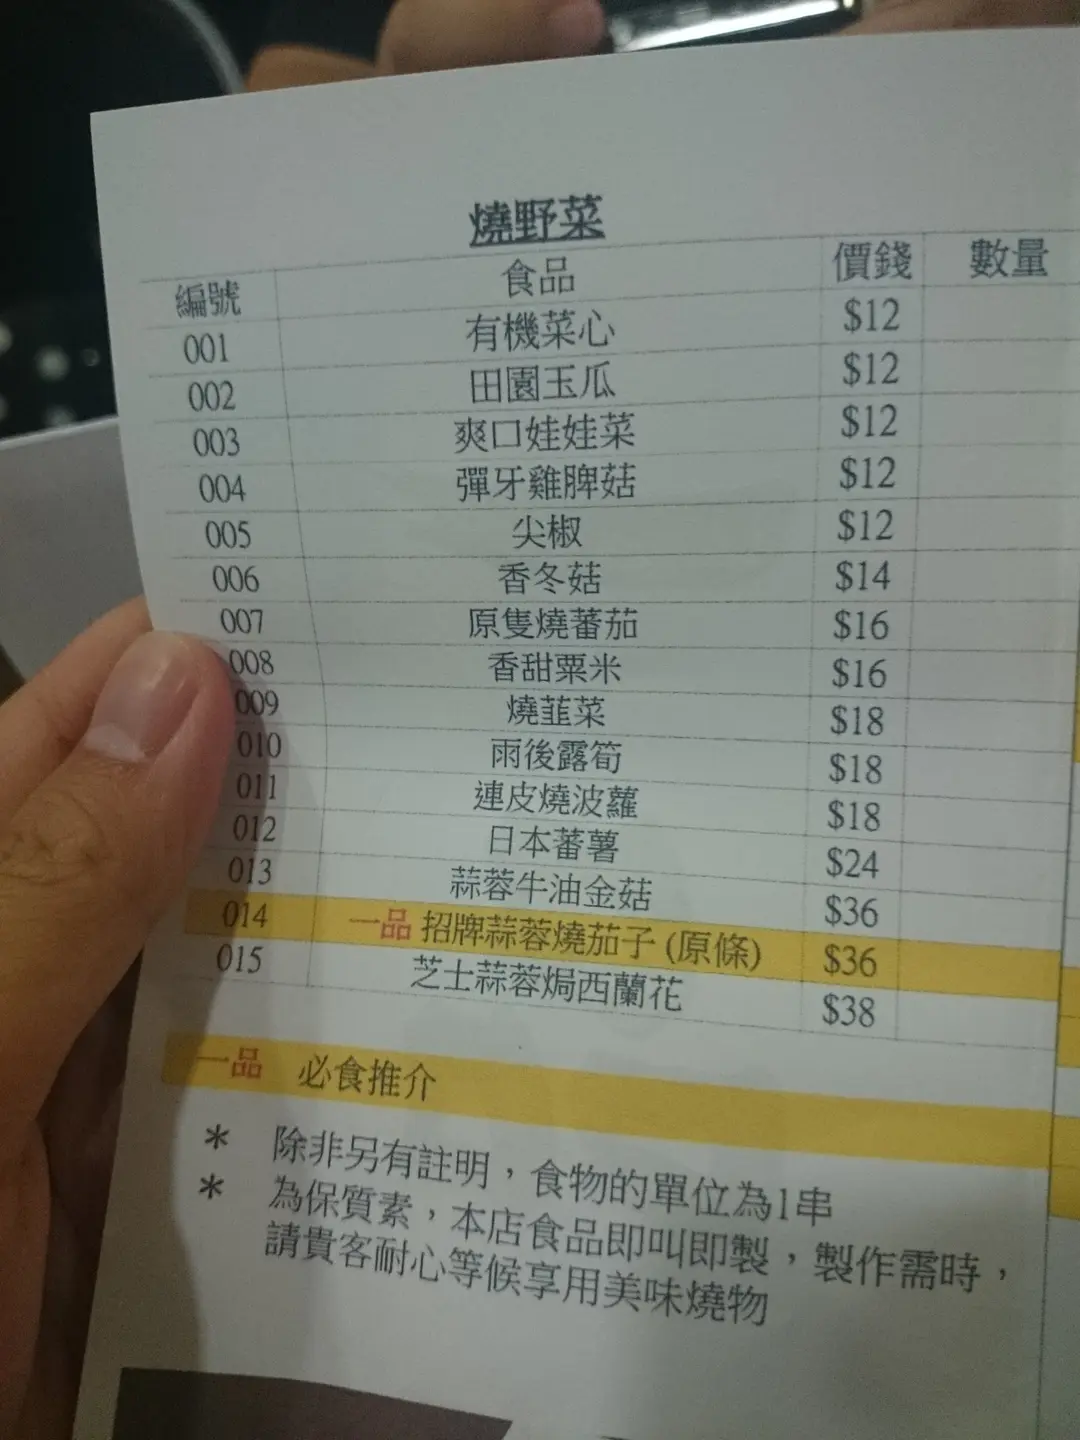 燒野菜
編號 食品 價錢 數量
001 有機菜心 $12
002 田園玉瓜 $12
003 爽口娃娃菜 $12
004 彈牙雞脾菇 $12
005 尖椒 $12
006 香冬菇 $14
007 原隻燒蕃茄 $16
008 香甜粟米 $16
009 燒韮菜 $18
010 雨後露筍 $18
011 連皮燒波蘿 $18
012 日本蕃薯 $24
013 蒜蓉牛油金菇 $36
014 一品 招牌蒜蓉燒茄子 (原條) $36
015 芝士蒜蓉焗西蘭花 $38
一品 必食推介
* 除非另有註明，食物的單位為1串
* 為保質素，本店食品即叫即製，製作需時，
請貴客耐心等候享用美味燒物